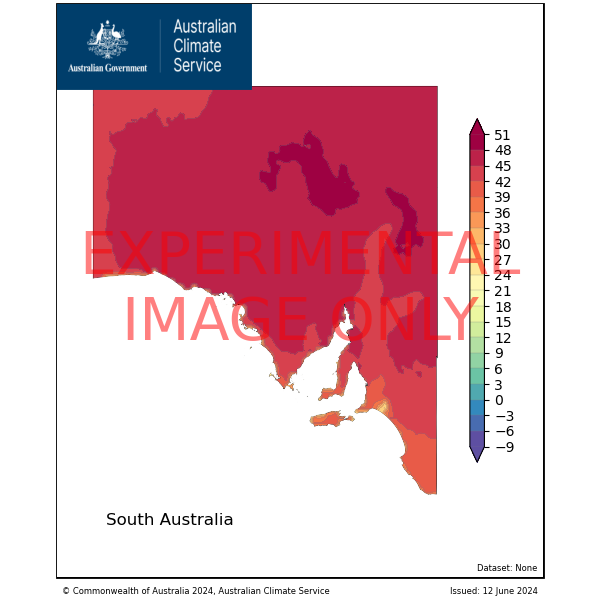 Australian
Climate
Service
Australian Government
51
48
45
42
39
36
33
30
27
24
21
18
15
12
9
6
3
0
−3
−6
−9
EXPERIMENTAL
IMAGE ONLY
South Australia
Dataset: None
© Commonwealth of Australia 2024, Australian Climate Service
Issued: 12 June 2024